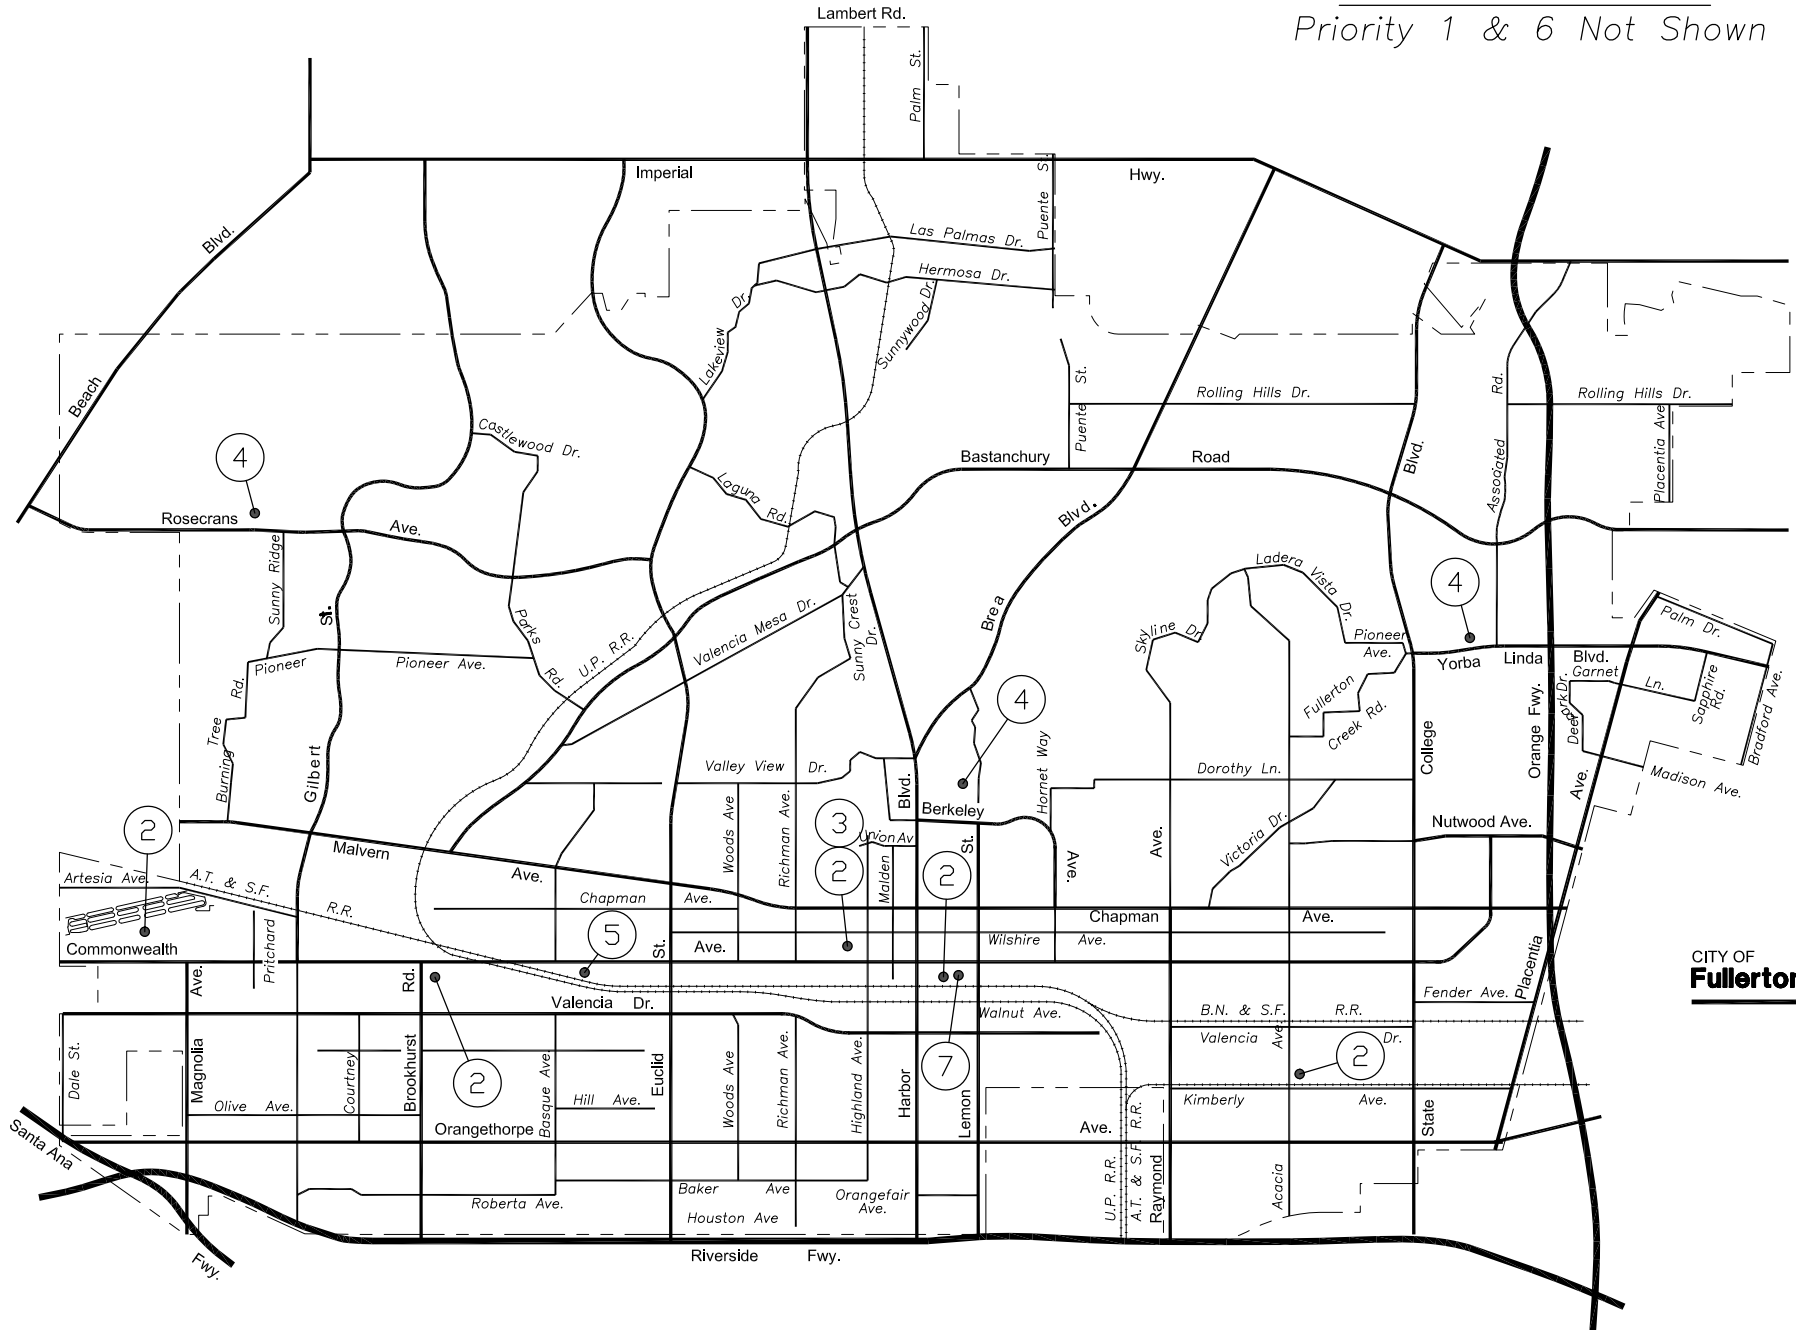 Priority 1 & 6 Not Shown
Lambert Rd.
Palm St.
Imperial
Hwy.
Puente St.
Blvd.
Las Palmas Dr.
Hermosa Dr.
Sunnywood Dr.
Lakeview Dr.
Beach
Rolling Hills Dr.
Rolling Hills Dr.
Puente St.
Associated Rd.
Placentia Ave
Castlewood Dr.
4
Bastanchury
Road
Blvd.
Laguna Rd.
Rosecrans
Ave.
Blvd.
Sunny Ridge
Ladera Vista Dr.
4
St.
Parks Rd.
Valencia Mesa Dr.
Sunny Crest Dr.
Brea
Skyline Dr
Palm Dr.
Pioneer
Pioneer Ave.
U.P. R.R.
Pioneer Ave.
Yorba
Linda
Blvd.
Garnet Ln.
Sapphire Rd.
Bradford Ave.
Fullerton Creek Rd.
4
Burning Tree Rd.
Gilbert
College
Orange Fwy.
Deer Park Dr.
Madison Ave.
Valley View Dr.
Blvd.
Hornet Way
Dorothy Ln.
Ave.
Berkeley
2
3
Union Av
St.
Woods Ave
Richman Ave.
Malden
Victoria Dr.
Ave.
Ave.
Nutwood Ave.
Malvern
Ave.
2
2
Artesia Ave.
A.T. & S.F.
R.R.
Chapman Ave.
Chapman
Ave.
5
Commonwealth
Pritchard
St.
Ave.
Wilshire Ave.
Placentia
CITY OF
Fullerton
Ave.
Rd.
Valencia Dr.
Walnut Ave.
Fender Ave.
B.N. & S.F. R.R.
Valencia
Ave.
Dr.
Dale St.
Magnolia
Courtney
Brookhurst
2
Basque Ave.
Euclid
Woods Ave
Richman Ave.
Highland Ave.
Harbor
7
Lemon
2
Olive Ave.
Hill Ave.
Kimberly Ave.
Orangethorpe
Ave.
State
Santa Ana
Fwy.
Roberta Ave.
Baker Ave
Houston Ave
Orangefair Ave.
U.P. R.R.
A.T. & S.F. R.R.
Raymond
Acacia
Riverside
Fwy.